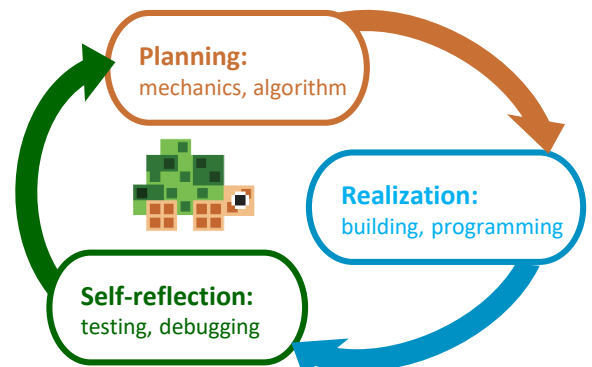 Planning:
mechanics, algorithm
Realization:
building, programming
Self-reflection:
testing, debugging